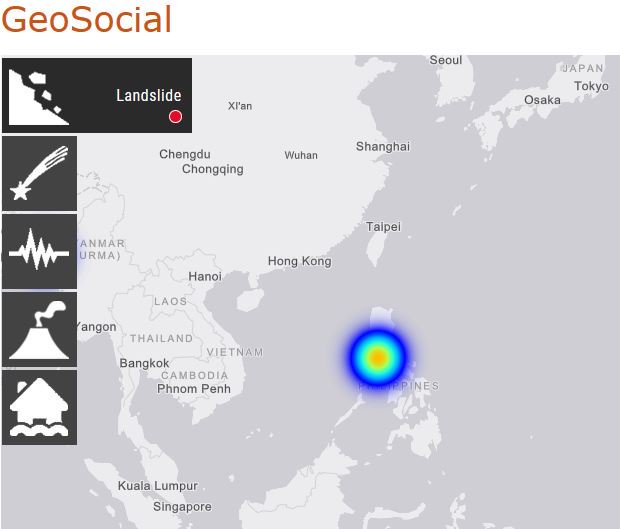 GeoSocial
Seoul
JAPAN
Tokyo
Osaka
Landslide
XI'an
Shanghai
Chengdu
Wuhan
Chongqing
Taipei
ANMAR
URMA)
Hong Kong
Hanoi
LAOS
Yangon
THAILAND
VIETNAM
Bangkok
CAMBODIA
Phnom Penh
PHILIPPINES
Kuala Lumpur
Singapore